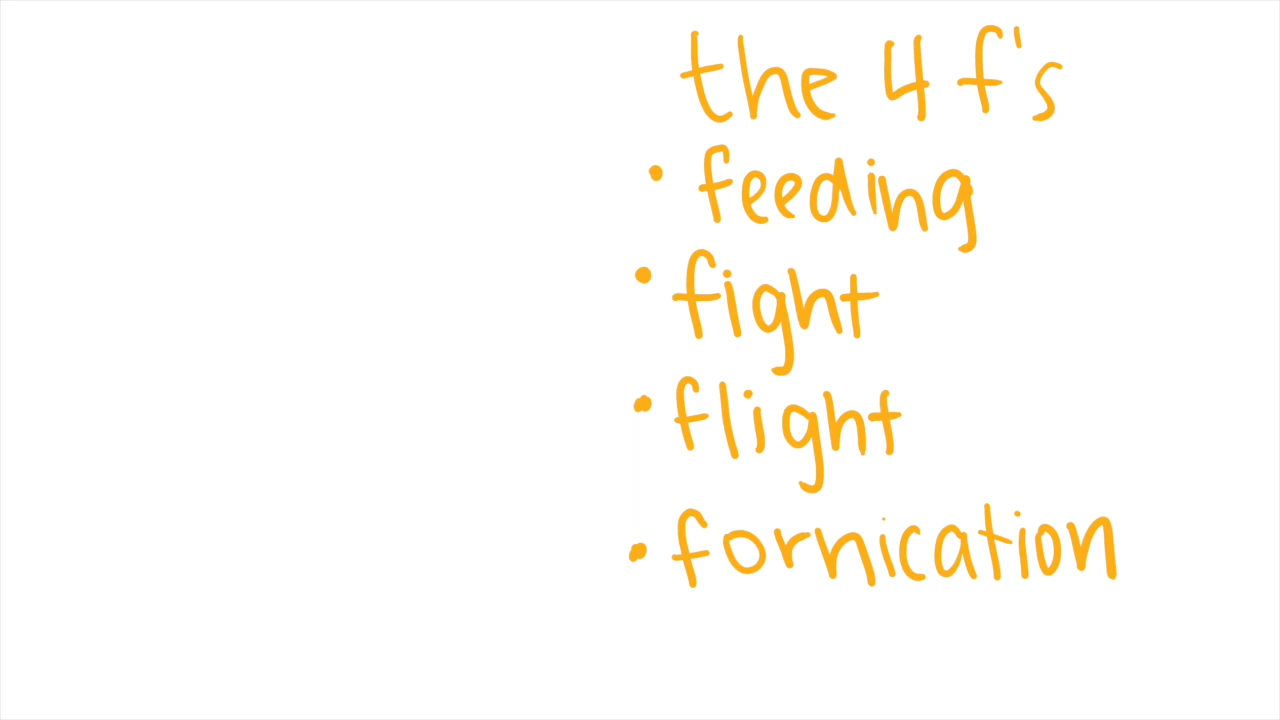 the 4 f's
• feeding
• fight
• flight
• fornication